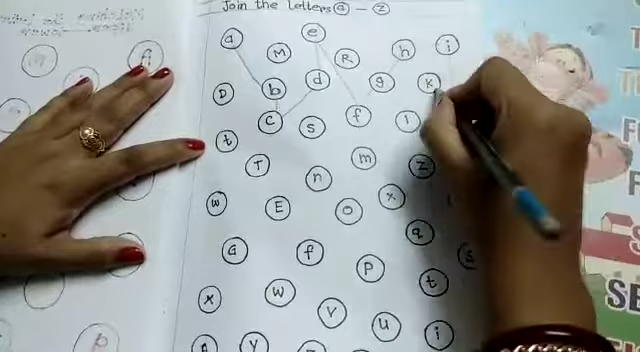 Join the letters ⓐ – ⓩ
a e h i
M R
D b d g k
c s f l
t T m z
n x
w E o q
G f p s
x w t
v u i
A y